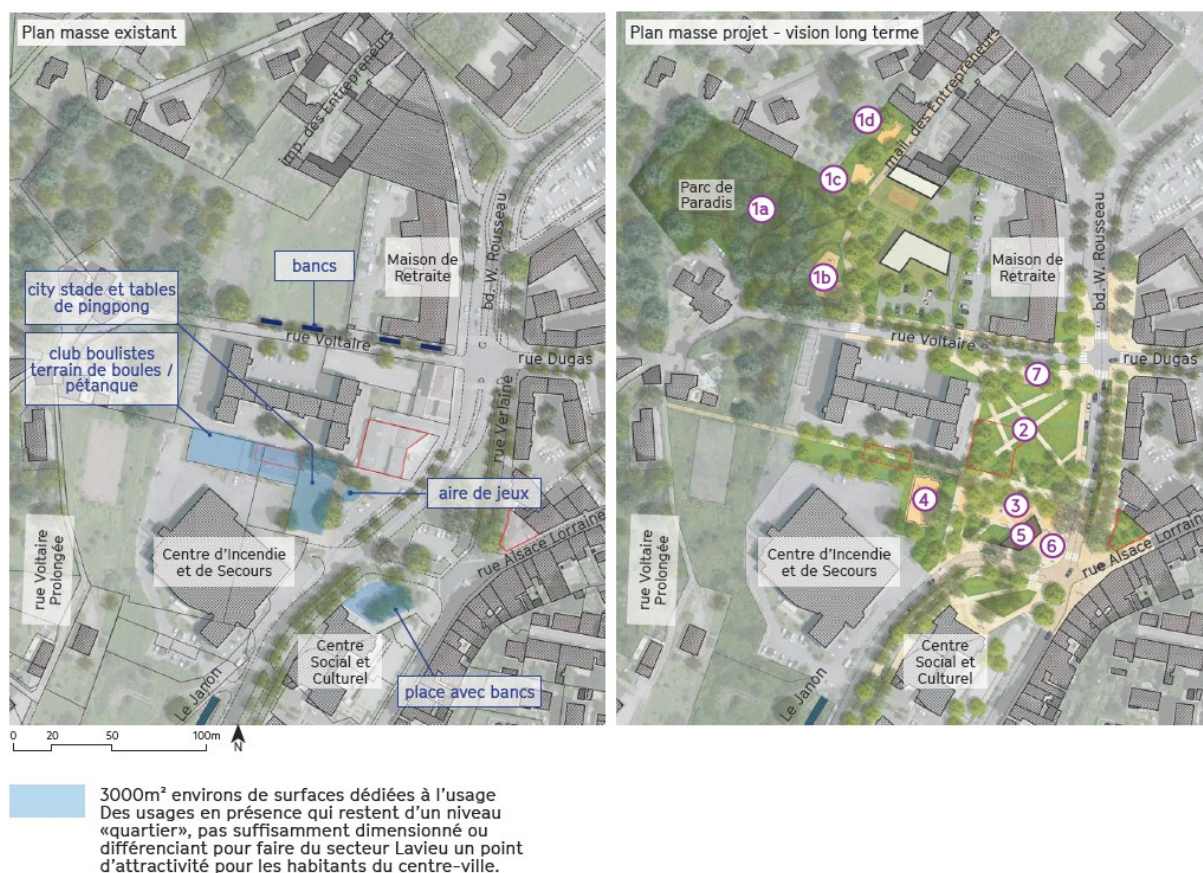 Plan masse existant
imp. des Entrepreneurs
bd. W. Rousseau
Maison de
Retraite
bancs
city stade et tables
de pingpong
rue Voltaire
club boulistes
terrain de boules /
pétanque
rue Dugas
rue Verlaine
aire de jeux
rue Voltaire
Prolongée
Centre d'Incendie
et de Secours
rue Alsace Lorraine
Centre
Social et
Culturel
place avec bancs
Le Janon
0 20 50 100m
N
Plan masse projet - vision long terme
mail. des Entrepreneurs
1d
1c
Parc de
Paradis
1a
1b
bd. W. Rousseau
Maison de
Retraite
rue Voltaire
rue Dugas
7
2
4
3
5
6
rue Voltaire
Prolongée
Centre d'Incendie
et de Secours
rue Alsace Lorraine
Centre
Social et
Culturel
Le Janon
3000m² environs de surfaces dédiées à l'usage
Des usages en présence qui restent d'un niveau
«quartier», pas suffisamment dimensionné ou
différenciant pour faire du secteur Lavieu un point
d'attractivité pour les habitants du centre-ville.